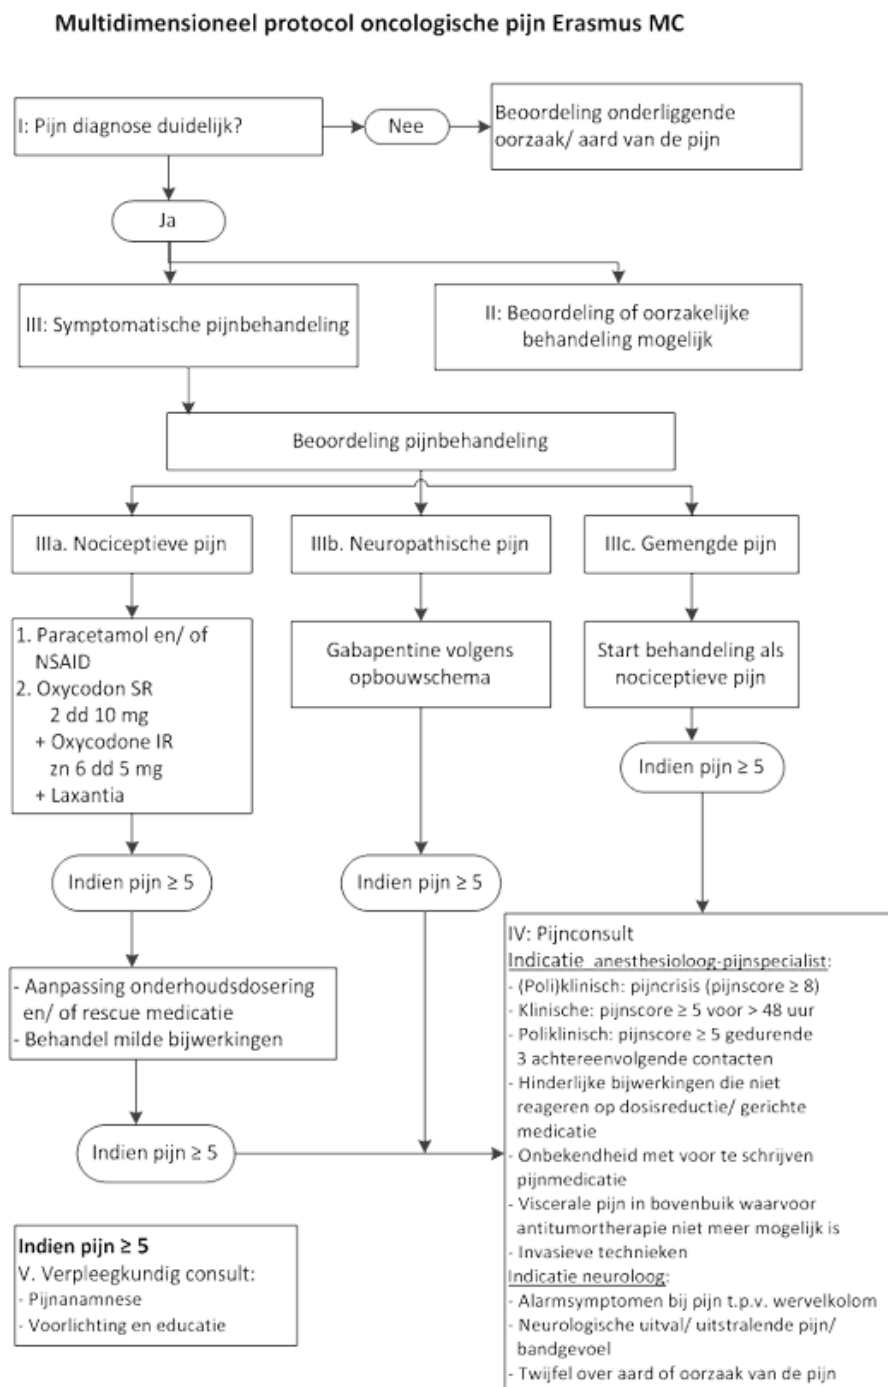 Multidimensioneel protocol oncologische pijn Erasmus MC
I: Pijn diagnose duidelijk?
Nee
Beoordeling onderliggende
oorzaak/ aard van de pijn
Ja
III: Symptomatische pijnbehandeling
II: Beoordeling of oorzakelijke
behandeling mogelijk
Beoordeling pijnbehandeling
IIIa. Nociceptieve pijn
IIIb. Neuropathische pijn
IIIc. Gemengde pijn
1. Paracetamol en/ of
NSAID
2. Oxycodon SR
2 dd 10 mg
+ Oxycodone IR
zn 6 dd 5 mg
+ Laxantia
Gabapentine volgens
opbouwschema
Start behandeling als
nociceptieve pijn
Indien pijn ≥ 5
Indien pijn ≥ 5
Indien pijn ≥ 5
- Aanpassing onderhoudsdosering
en/ of rescue medicatie
- Behandel milde bijwerkingen
Indien pijn ≥ 5
IV: Pijnconsult
Indicatie anesthesioloog-pijnspecialist:
- (Poli)klinisch: pijncrisis (pijnscore ≥ 8)
- Klinische: pijnscore ≥ 5 voor > 48 uur
- Poliklinisch: pijnscore ≥ 5 gedurende
3 achtereenvolgende contacten
- Hinderlijke bijwerkingen die niet
reageren op dosisreductie/ gerichte
medicatie
- Onbekendheid met voor te schrijven
pijnmedicatie
- Viscerale pijn in bovenbuik waarvoor
antitumortherapie niet meer mogelijk is
- Invasieve technieken
Indicatie neuroloog:
- Alarmsymptomen bij pijn t.p.v. wervelkolom
- Neurologische uitval/ uitstralende pijn/
bandgevoel
- Twijfel over aard of oorzaak van de pijn
Indien pijn ≥ 5
V. Verpleegkundig consult:
- Pijnanamnese
- Voorlichting en educatie